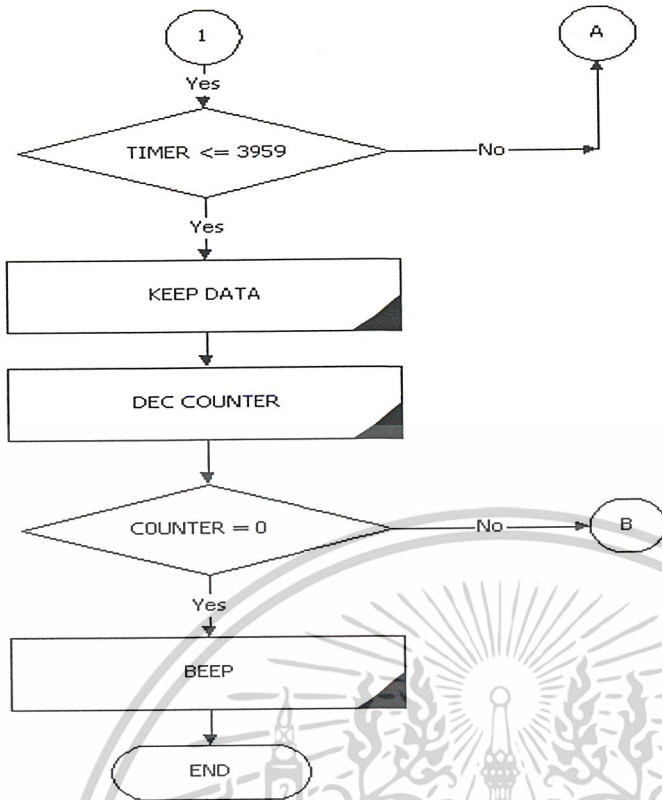 1
A
Yes
TIMER <= 3959
No
Yes
KEEP DATA
DEC COUNTER
COUNTER = 0
No
B
Yes
BEEP
END